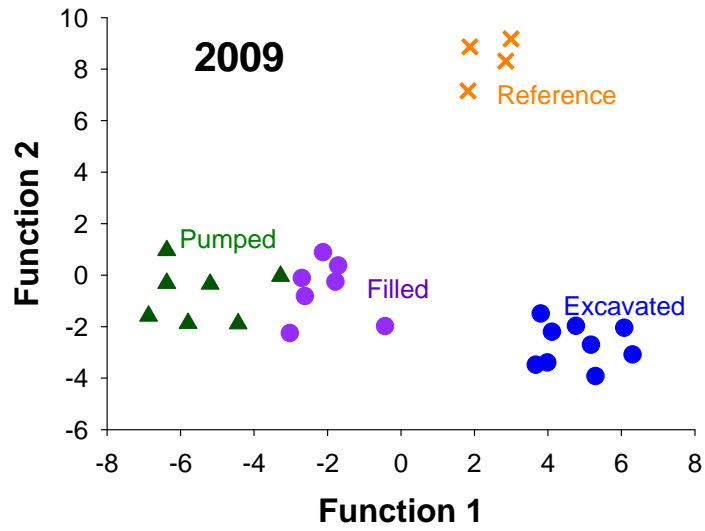 2009
Reference
Pumped
Filled
Excavated
Function 2
10
8
6
4
2
0
-2
-4
-6
-8 -6 -4 -2 0 2 4 6 8
Function 1